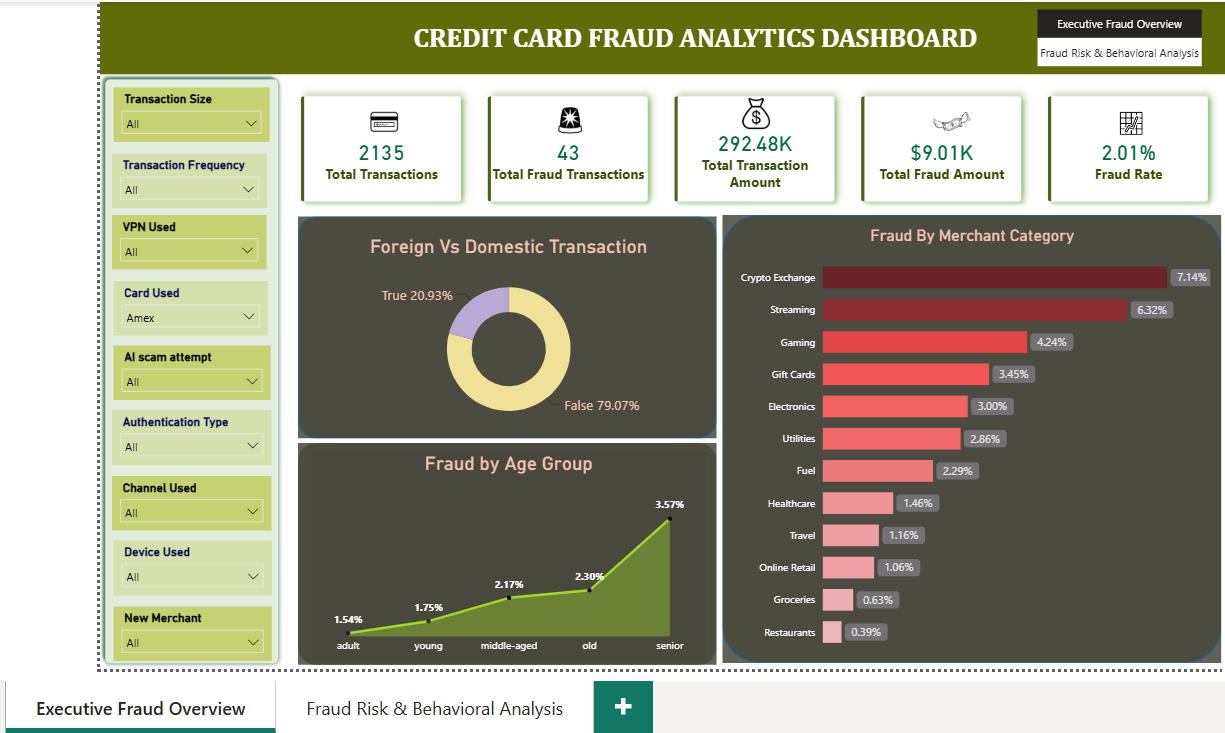 CREDIT CARD FRAUD ANALYTICS DASHBOARD
Executive Fraud Overview
Fraud Risk & Behavioral Analysis
Transaction Size
All
Transaction Frequency
All
VPN Used
All
Card Used
Amex
AI scam attempt
All
Authentication Type
All
Channel Used
All
Device Used
All
New Merchant
All
2135
Total Transactions
43
Total Fraud Transactions
292.48K
Total Transaction
Amount
$9.01K
Total Fraud Amount
2.01%
Fraud Rate
Foreign Vs Domestic Transaction
True 20.93%
False 79.07%
Fraud by Age Group
1.54%
1.75%
2.17%
2.30%
3.57%
adult
young
middle-aged
old
senior
Fraud By Merchant Category
Crypto Exchange 7.14%
Streaming 6.32%
Gaming 4.24%
Gift Cards 3.45%
Electronics 3.00%
Utilities 2.86%
Fuel 2.29%
Healthcare 1.46%
Travel 1.16%
Online Retail 1.06%
Groceries 0.63%
Restaurants 0.39%
Executive Fraud Overview
Fraud Risk & Behavioral Analysis
+